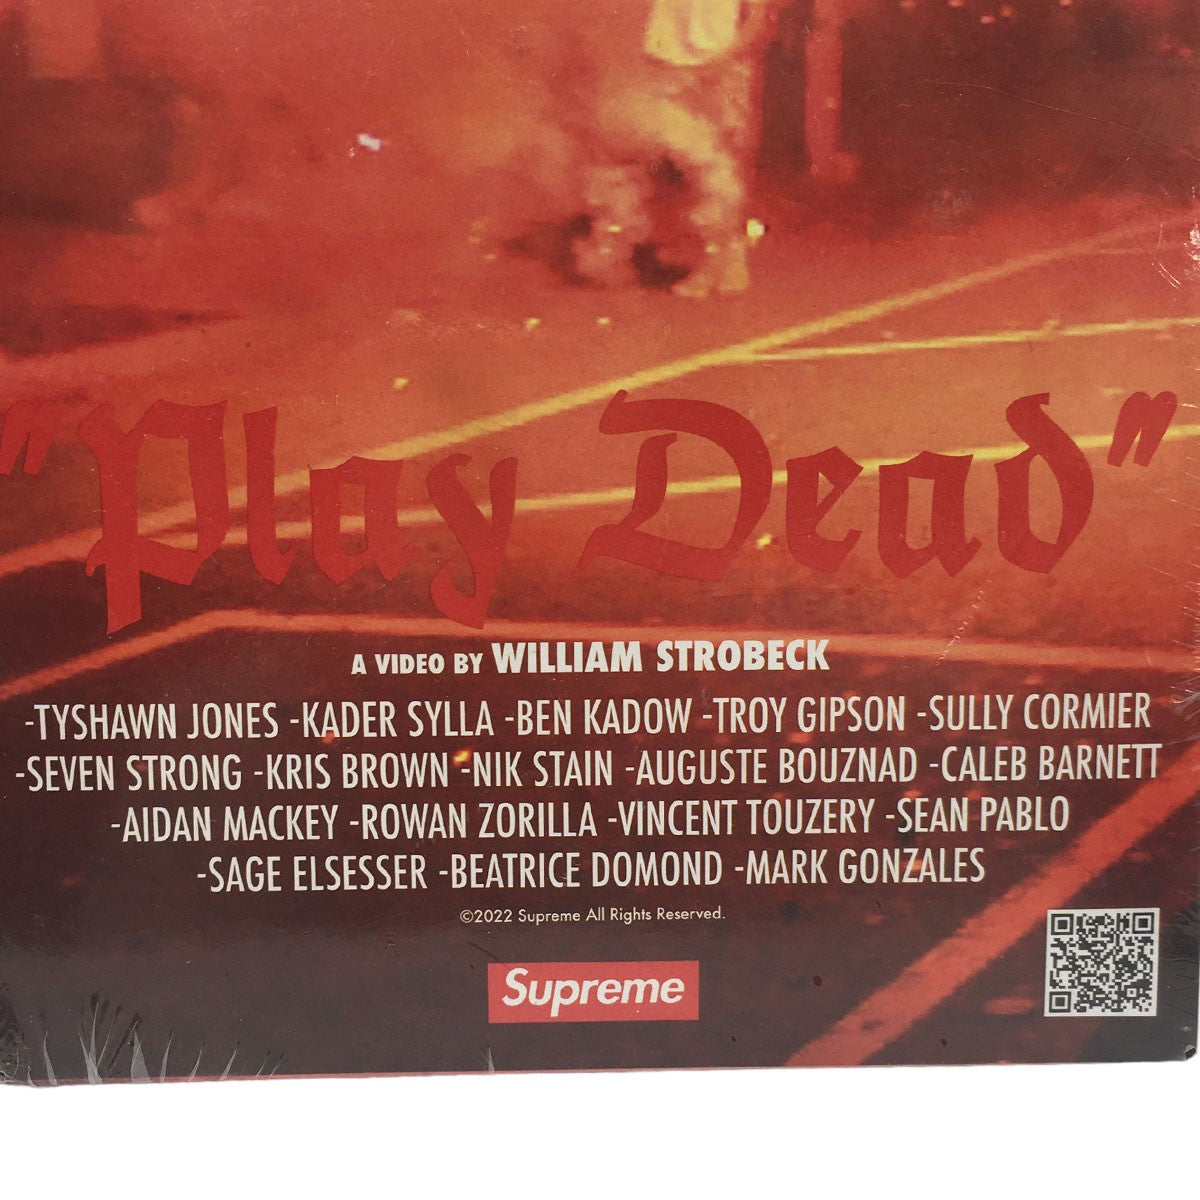 "Play Dead"
A VIDEO BY WILLIAM STROBECK
-TYSHAWN JONES -KADER SYLLA -BEN KADOW -TROY GIPSON -SULLY CORMIER
-SEVEN STRONG -KRIS BROWN -NIK STAIN -AUGUSTE BOUZNAD -CALEB BARNETT
-AIDAN MACKEY -ROWAN ZORILLA -VINCENT TOUZERY -SEAN PABLO
-SAGE ELSESSER -BEATRICE DOMOND -MARK GONZALES
©2022 Supreme All Rights Reserved.
Supreme